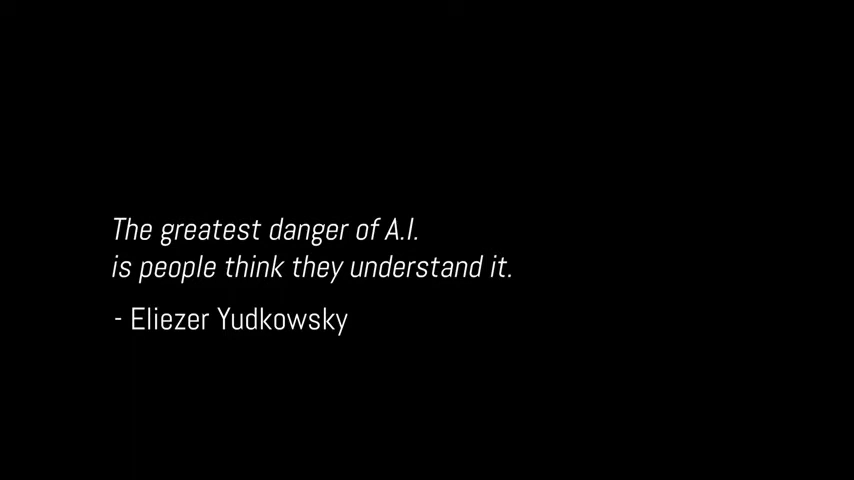 The greatest danger of A.I.
is people think they understand it.
- Eliezer Yudkowsky